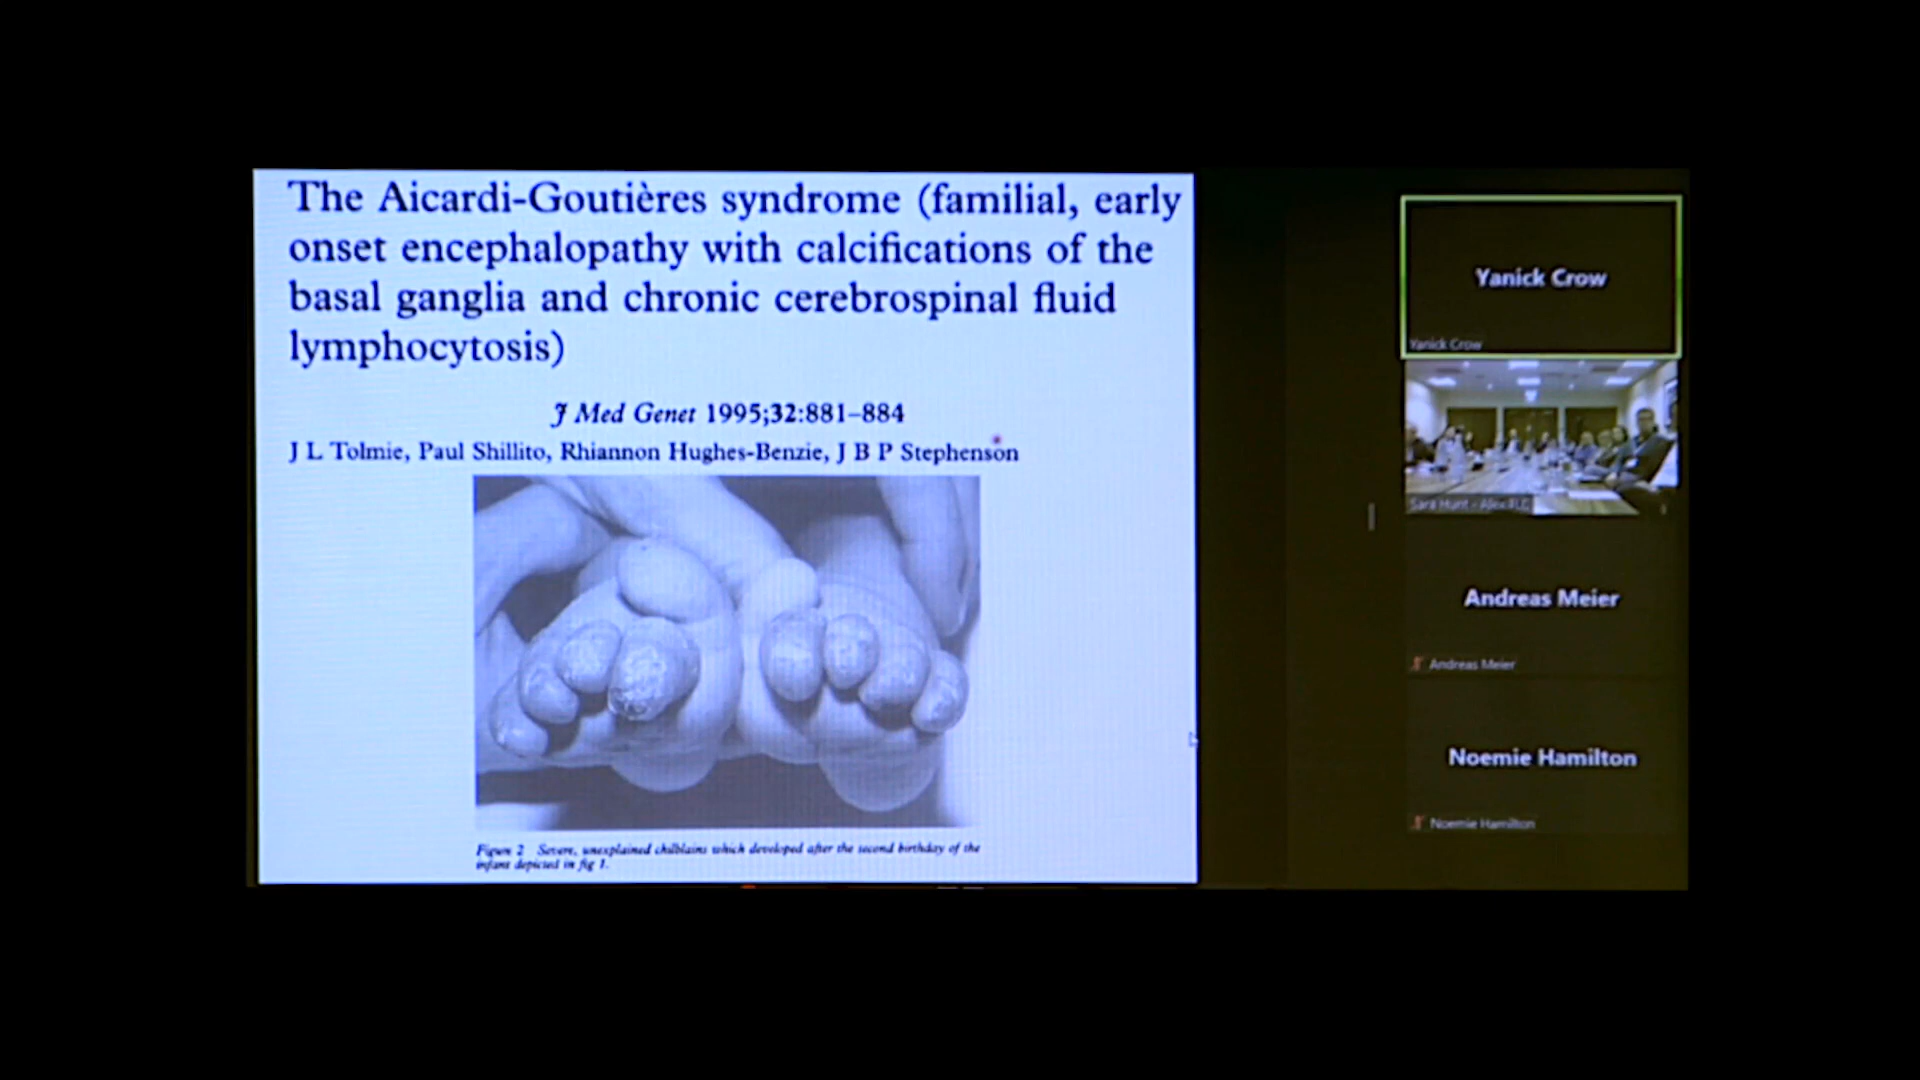 The Aicardi-Goutières syndrome (familial, early
onset encephalopathy with calcifications of the
basal ganglia and chronic cerebrospinal fluid
lymphocytosis)
J Med Genet 1995;32:881–884
J L Tolmie, Paul Shillito, Rhiannon Hughes-Benzie, J B P Stephenson
Figure 2 Severe, unexplained chilblains which developed after the second birthday of the
infant depicted in fig 1.
Yanick Crow
Yanick Crow
Sara Hunt - Alex
Andreas Meier
Andreas Meier
Noemie Hamilton
Noemie Hamilton